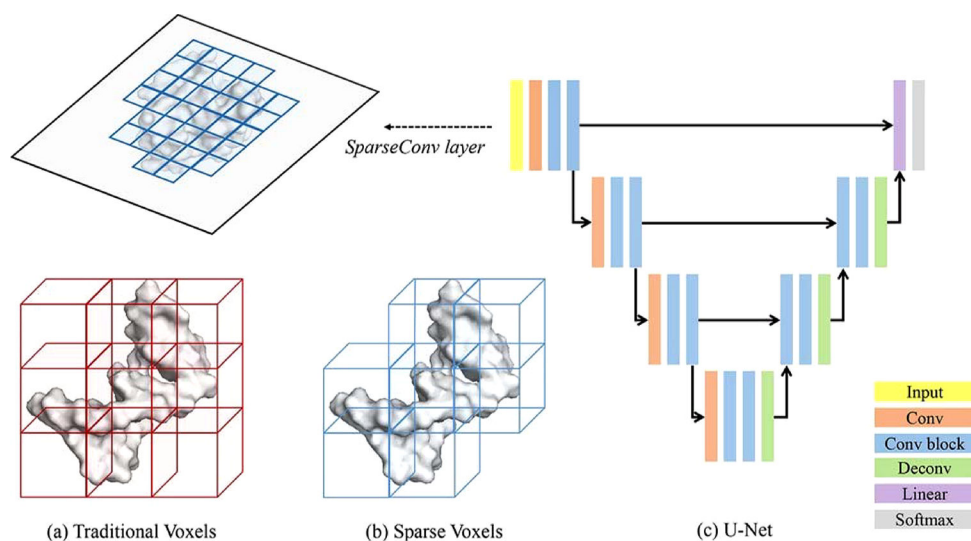 SparseConv layer
Input
Conv
Conv block
Deconv
Linear
Softmax
(a) Traditional Voxels
(b) Sparse Voxels
(c) U-Net